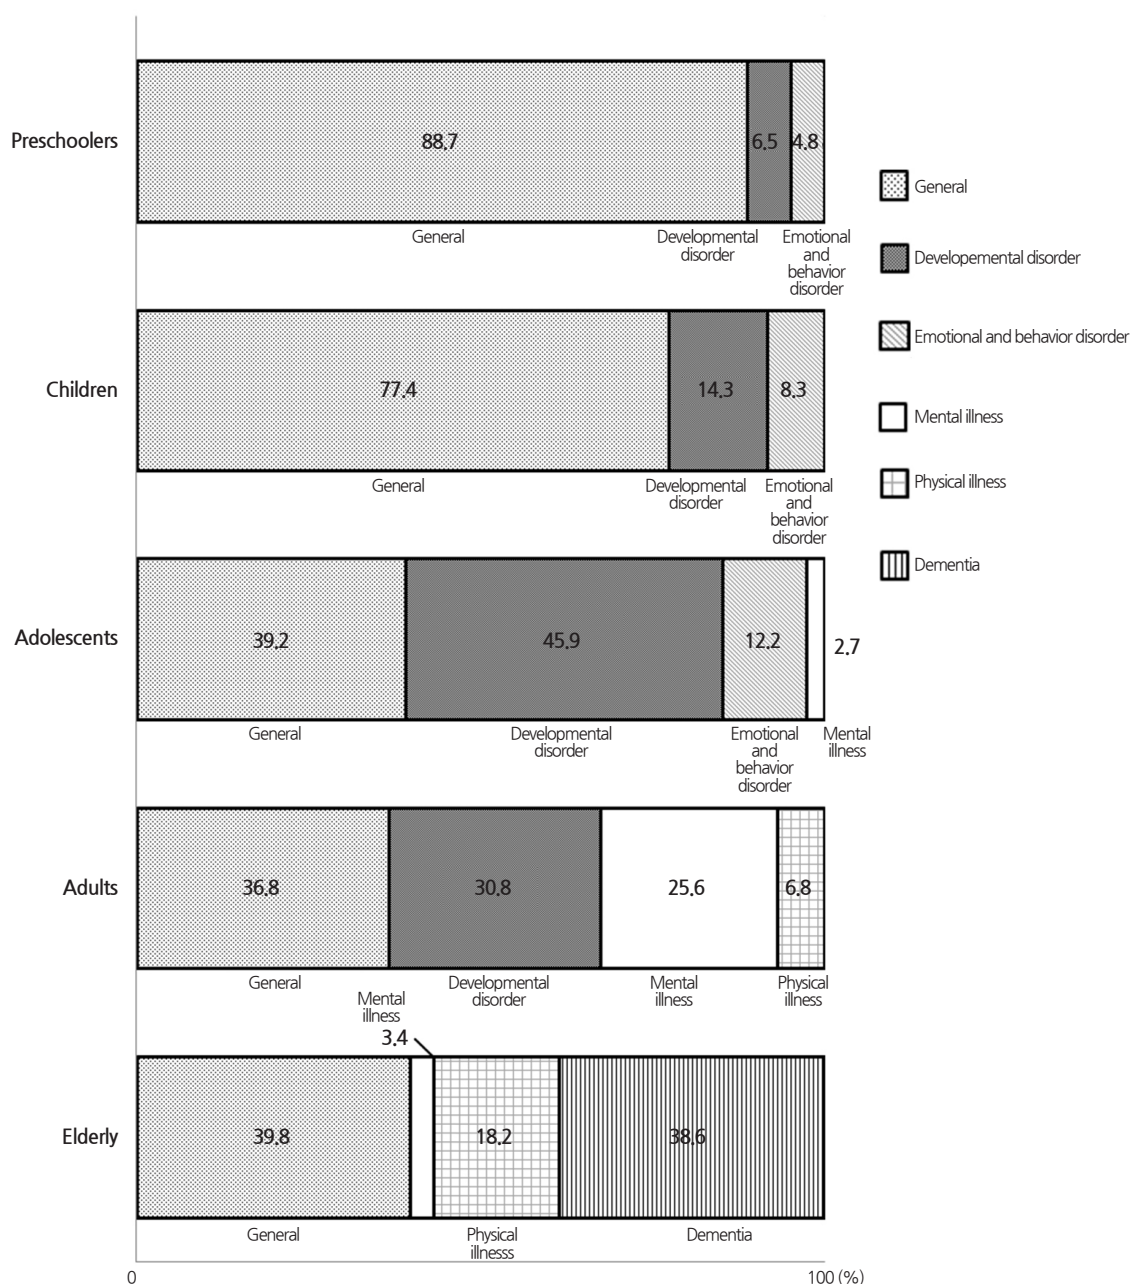 Preschoolers
88.7
6.5
4.8
General
Developmental
disorder
Emotional
and
behavior
disorder
Children
77.4
14.3
8.3
General
Developmental
disorder
Emotional
and
behavior
disorder
Adolescents
39.2
45.9
12.2
2.7
General
Developmental
disorder
Emotional
and
behavior
disorder
Mental
illness
Adults
36.8
30.8
25.6
6.8
General
Developmental
disorder
Mental
illness
Physical
illness
Mental
illness
3.4
Elderly
39.8
18.2
38.6
General
Physical
illnesss
Dementia
0
100 (%)
General
Developemental disorder
Emotional and behavior disorder
Mental illness
Physical illness
Dementia